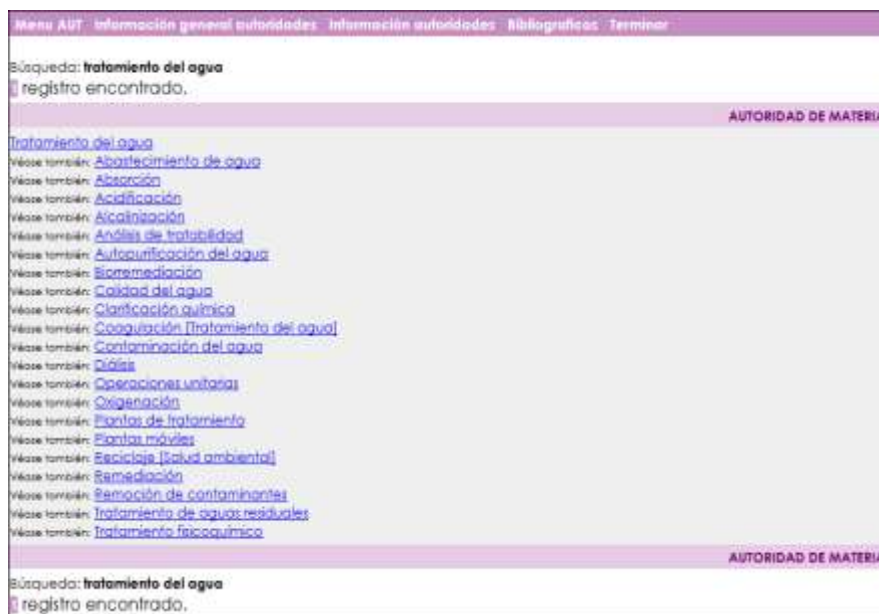 Menu AUT Información general autoridades Información autoridades Bibliograficos Terminar
Búsqueda: tratamiento del agua
1 registro encontrado.
AUTORIDAD DE MATERIA
Tratamiento del agua
Véase también: Abastecimiento de agua
Véase también: Absorción
Véase también: Acidificación
Véase también: Alcalinización
Véase también: Análisis de tratabilidad
Véase también: Autopurificación del agua
Véase también: Biorremediación
Véase también: Calidad del agua
Véase también: Clarificación química
Véase también: Coagulación [Tratamiento del agua]
Véase también: Contaminación del agua
Véase también: Diálisis
Véase también: Operaciones unitarias
Véase también: Oxigenación
Véase también: Plantas de tratamiento
Véase también: Plantas móviles
Véase también: Reciclaje [Salud ambiental]
Véase también: Remediación
Véase también: Remoción de contaminantes
Véase también: Tratamiento de aguas residuales
Véase también: Tratamiento fisicoquímico
AUTORIDAD DE MATERIA
Búsqueda: tratamiento del agua
1 registro encontrado.